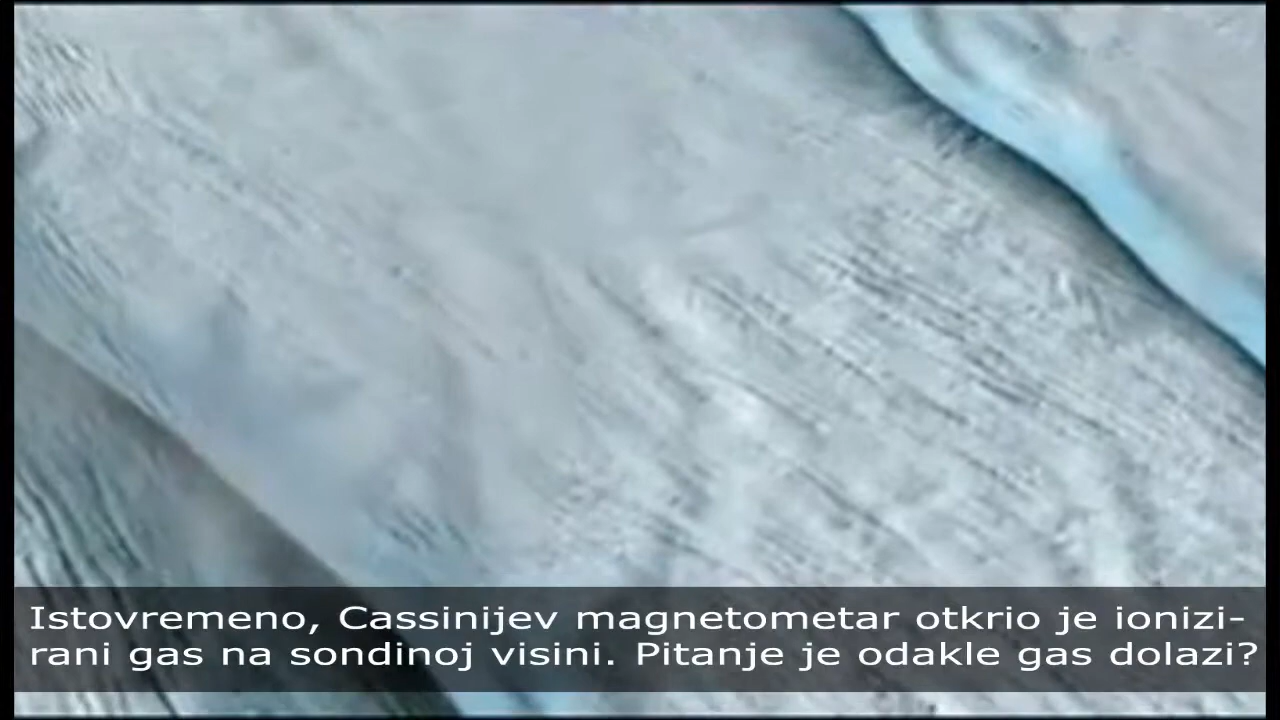 Istovremeno, Cassinijev magnetometar otkrio je ionizi-
rani gas na sondinoj visini. Pitanje je odakle gas dolazi?